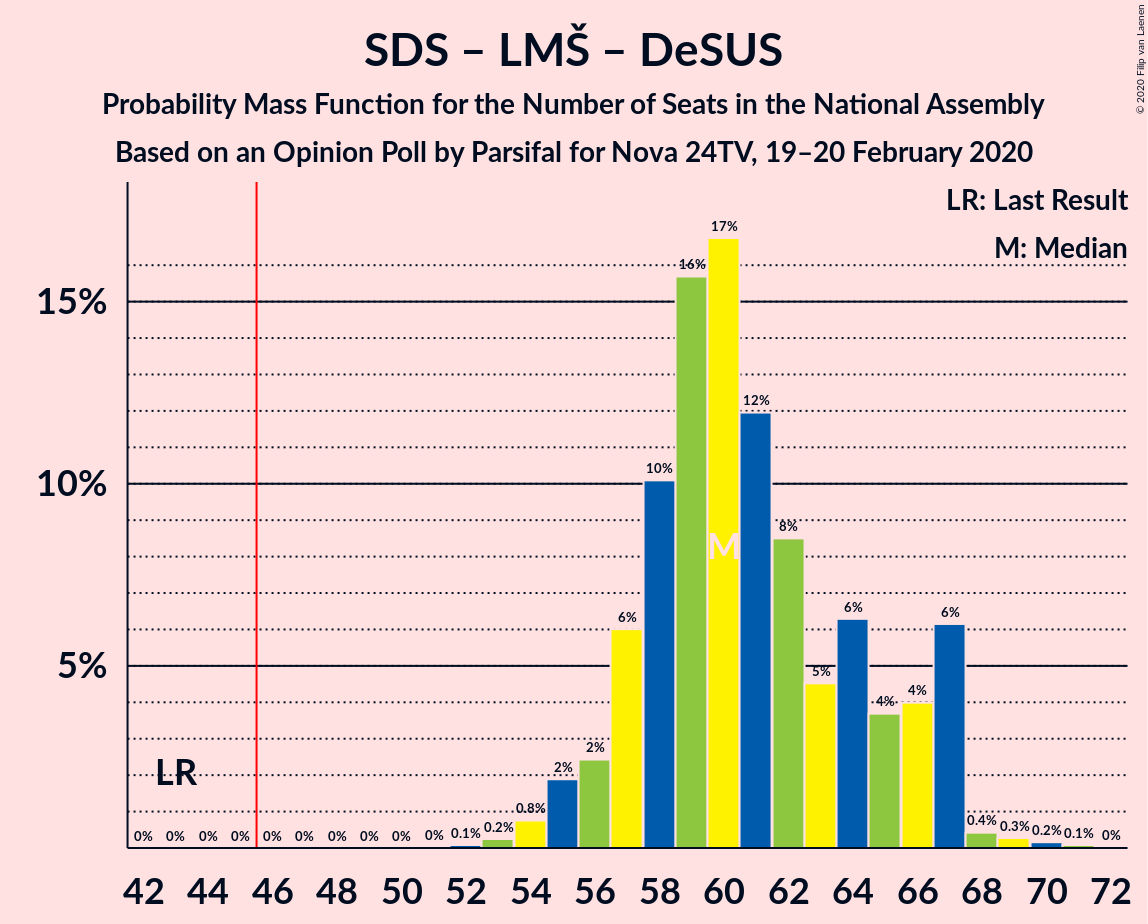 SDS – LMŠ – DeSUS
Probability Mass Function for the Number of Seats in the National Assembly
Based on an Opinion Poll by Parsifal for Nova 24TV, 19–20 February 2020
© 2020 Filip van Laenen
LR: Last Result
M: Median
15%
10%
5%
0% 0% 0% 0% 0% 0% 0% 0% 0% 0% 0.1% 0.2% 0.8% 2% 2% 6% 10% 16% 17% 12% 8% 5% 6% 4% 4% 6% 0.4% 0.3% 0.2% 0.1% 0%
M
LR
42 44 46 48 50 52 54 56 58 60 62 64 66 68 70 72